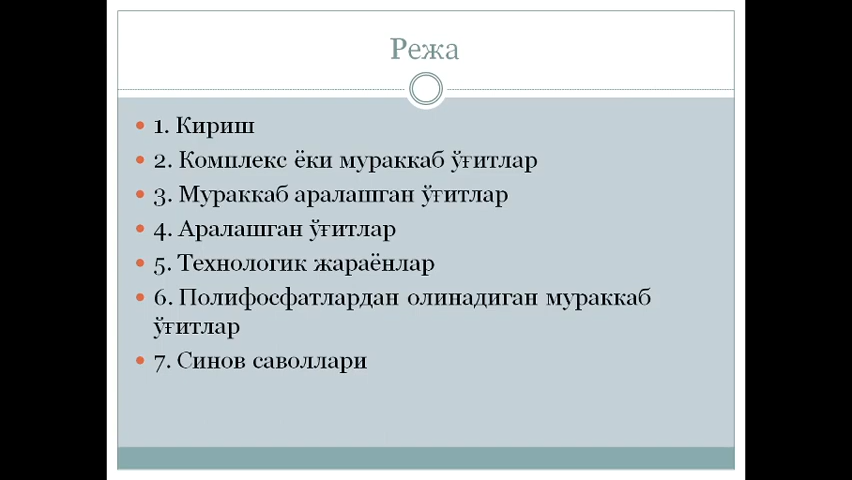 Режа
1. Кириш
2. Комплекс ёки мураккаб ўғитлар
3. Мураккаб аралашган ўғитлар
4. Аралашган ўғитлар
5. Технологик жараёнлар
6. Полифосфатлардан олинадиган мураккаб
ўғитлар
7. Синов саволлари